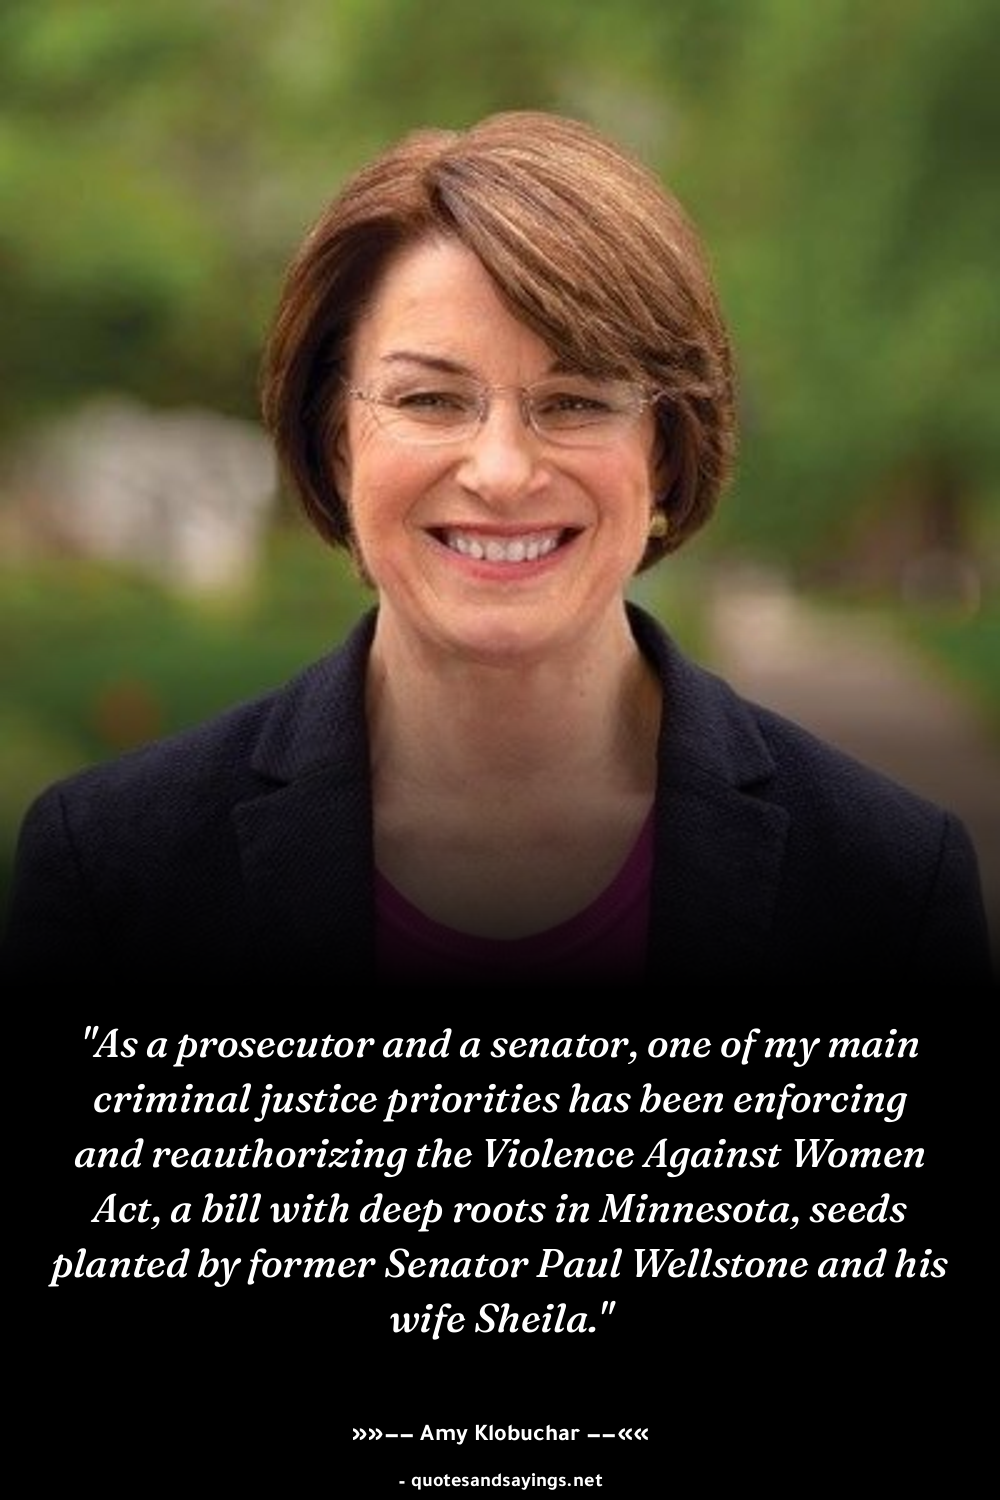 "As a prosecutor and a senator, one of my main
criminal justice priorities has been enforcing
and reauthorizing the Violence Against Women
Act, a bill with deep roots in Minnesota, seeds
planted by former Senator Paul Wellstone and his
wife Sheila."
»»–– Amy Klobuchar ––««
- quotesandsayings.net